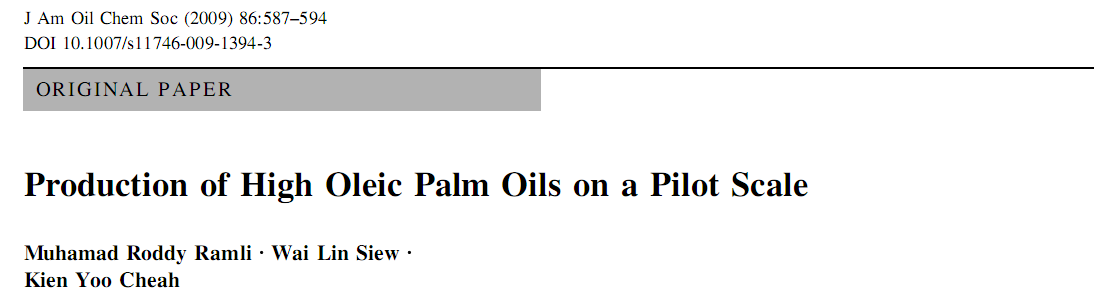 J Am Oil Chem Soc (2009) 86:587–594
DOI 10.1007/s11746-009-1394-3
ORIGINAL PAPER
Production of High Oleic Palm Oils on a Pilot Scale
Muhamad Roddy Ramli · Wai Lin Siew ·
Kien Yoo Cheah